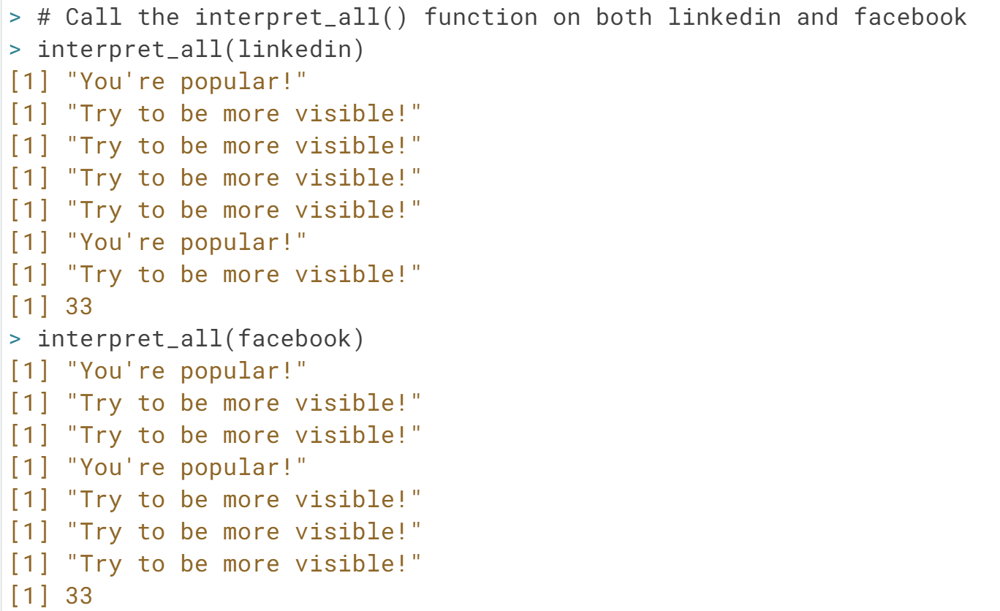 > # Call the interpret_all() function on both linkedin and facebook
> interpret_all(linkedin)
[1] "You're popular!"
[1] "Try to be more visible!"
[1] "Try to be more visible!"
[1] "Try to be more visible!"
[1] "Try to be more visible!"
[1] "You're popular!"
[1] "Try to be more visible!"
[1] 33
> interpret_all(facebook)
[1] "You're popular!"
[1] "Try to be more visible!"
[1] "Try to be more visible!"
[1] "You're popular!"
[1] "Try to be more visible!"
[1] "Try to be more visible!"
[1] "Try to be more visible!"
[1] 33